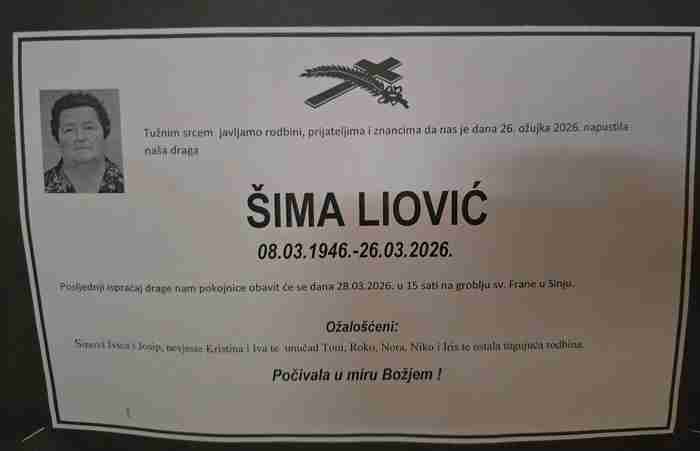 Tužnim srcem javljamo rodbini, prijateljima i znancima da nas je dana 26. ožujka 2026. napustila
naša draga
ŠIMA LIOVIĆ
08.03.1946.-26.03.2026.
Posljednji ispraćaj drage nam pokojnice obavit će se dana 28.03.2026. u 15 sati na groblju sv. Frane u Sinju.
Ožalošćeni:
Sinovi Ivica i Josip, nevjeste Kristina i Iva te unučad Toni, Roko, Nora, Niko i Iris te ostala tugujuća rodbina.
Počivala u miru Božjem !